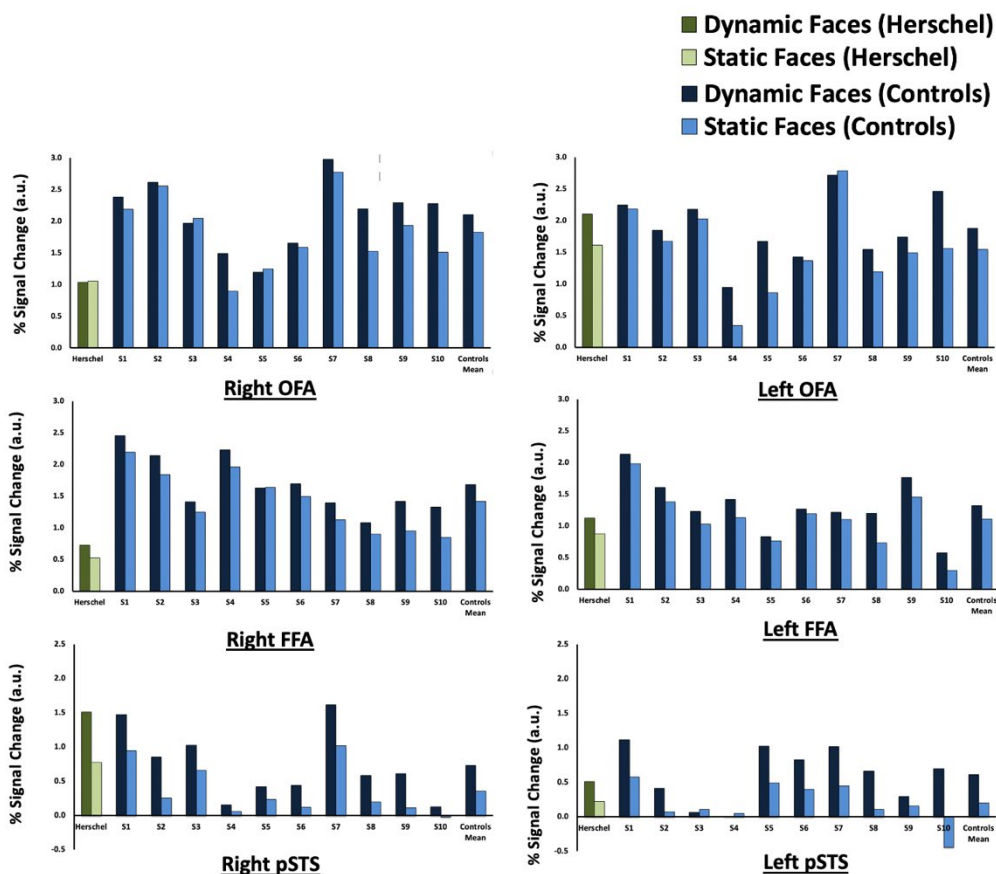 Dynamic Faces (Herschel)
Static Faces (Herschel)
Dynamic Faces (Controls)
Static Faces (Controls)
% Signal Change (a.u.)
3.0
2.5
2.0
1.5
1.0
0.5
0.0
Herschel S1 S2 S3 S4 S5 S6 S7 S8 S9 S10 Controls Mean
Right OFA
% Signal Change (a.u.)
3.0
2.5
2.0
1.5
1.0
0.5
0.0
Herschel S1 S2 S3 S4 S5 S6 S7 S8 S9 S10 Controls Mean
Left OFA
% Signal Change (a.u.)
3.0
2.5
2.0
1.5
1.0
0.5
0.0
Herschel S1 S2 S3 S4 S5 S6 S7 S8 S9 S10 Controls Mean
Right FFA
% Signal Change (a.u.)
3.0
2.5
2.0
1.5
1.0
0.5
0.0
Herschel S1 S2 S3 S4 S5 S6 S7 S8 S9 S10 Controls Mean
Left FFA
% Signal Change (a.u.)
2.5
2.0
1.5
1.0
0.5
0.0
-0.5
Herschel S1 S2 S3 S4 S5 S6 S7 S8 S9 S10 Controls Mean
Right pSTS
% Signal Change (a.u.)
2.5
2.0
1.5
1.0
0.5
0.0
-0.5
Herschel S1 S2 S3 S4 S5 S6 S7 S8 S9 S10 Controls Mean
Left pSTS